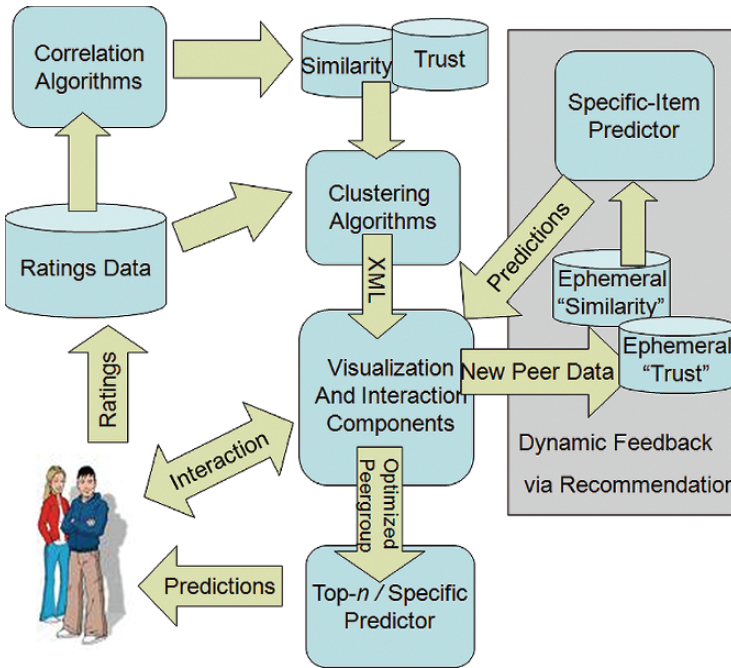 Correlation
Algorithms
Similarity
Trust
Specific-Item
Predictor
Clustering
Algorithms
Ratings Data
Predictions
XML
Ephemeral
“Similarity”
Ephemeral
“Trust”
Visualization
And Interaction
Components
New Peer Data
Ratings
Interaction
Dynamic Feedback
via Recommendation
Optimized
Peergroup
Predictions
Top-n / Specific
Predictor